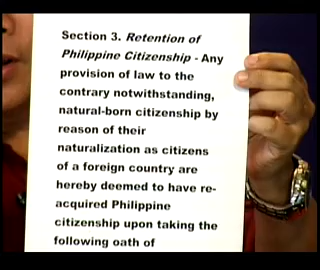 Section 3. Retention of
Philippine Citizenship - Any
provision of law to the
contrary notwithstanding,
natural-born citizenship by
reason of their
naturalization as citizens
of a foreign country are
hereby deemed to have re-
acquired Philippine
citizenship upon taking the
following oath of